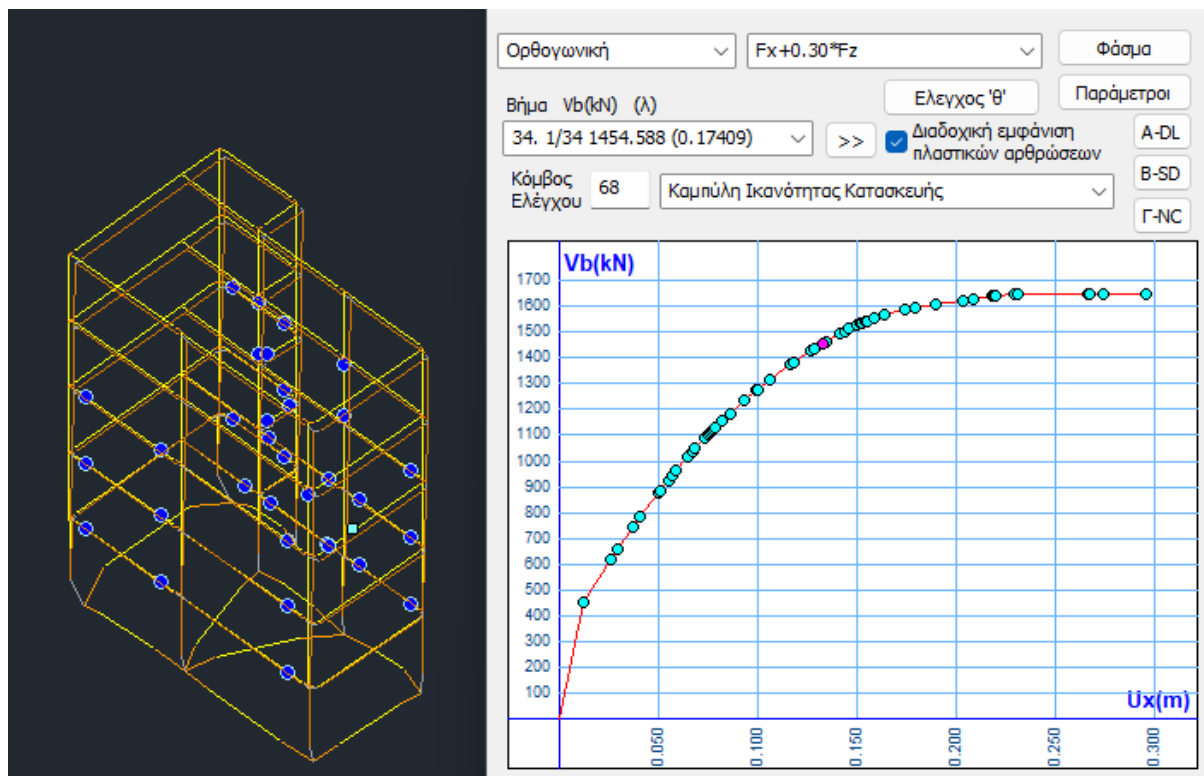 Ορθογωνική
Fx+0.30*Fz
Φάσμα
Βήμα Vb(kN) (λ)
Ελεγχος 'θ'
Παράμετροι
34. 1/34 1454.588 (0.17409)
>>
Διαδοχική εμφάνιση
πλαστικών αρθρώσεων
A-DL
Κόμβος
Ελέγχου
68
Καμπύλη Ικανότητας Κατασκευής
B-SD
Γ-NC
Vb(kN)
1700
1600
1500
1400
1300
1200
1100
1000
900
800
700
600
500
400
300
200
100
Ux(m)
0.050
0.100
0.150
0.200
0.250
0.300